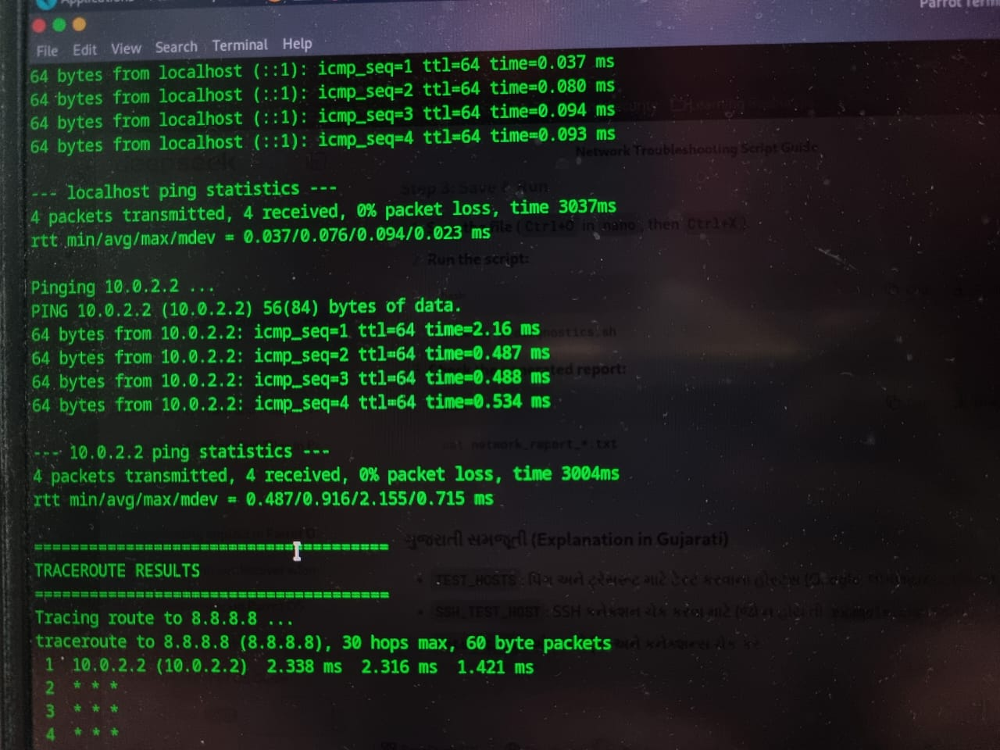 Parrot Term
File Edit View Search Terminal Help
64 bytes from localhost (::1): icmp_seq=1 ttl=64 time=0.037 ms
64 bytes from localhost (::1): icmp_seq=2 ttl=64 time=0.080 ms
64 bytes from localhost (::1): icmp_seq=3 ttl=64 time=0.094 ms
64 bytes from localhost (::1): icmp_seq=4 ttl=64 time=0.093 ms
Network Troubleshooting Script Guide
deepseek
Step 3: Save & Run
--- localhost ping statistics ---
4 packets transmitted, 4 received, 0% packet loss, time 3037ms
file (Ctrl+O in nano, then Ctrl+X)
rtt min/avg/max/mdev = 0.037/0.076/0.094/0.023 ms
Run the script:
Pinging 10.0.2.2 ...
PING 10.0.2.2 (10.0.2.2) 56(84) bytes of data.
64 bytes from 10.0.2.2: icmp_seq=1 ttl=64 time=2.16 ms
nostics.sh
64 bytes from 10.0.2.2: icmp_seq=2 ttl=64 time=0.487 ms
report:
64 bytes from 10.0.2.2: icmp_seq=3 ttl=64 time=0.488 ms
64 bytes from 10.0.2.2: icmp_seq=4 ttl=64 time=0.534 ms
network_report_*.txt
--- 10.0.2.2 ping statistics ---
4 packets transmitted, 4 received, 0% packet loss, time 3004ms
rtt min/avg/max/mdev = 0.487/0.916/2.155/0.715 ms
ગુજરાતી સમજૂતી (Explanation in Gujarati)
=======================================
TRACEROUTE RESULTS
TEST_HOSTS : પિંગ અને ટ્રેસરૂટ માટે ટેસ્ટ કરવાના હોસ્ટ્સ
=======================================
SSH_TEST_HOST : SSH કનેક્શન ચેક કરવા માટે
Tracing route to 8.8.8.8 ...
traceroute to 8.8.8.8 (8.8.8.8), 30 hops max, 60 byte packets
1 10.0.2.2 (10.0.2.2) 2.338 ms 2.316 ms 1.421 ms
2 * * *
3 * * *
4 * * *